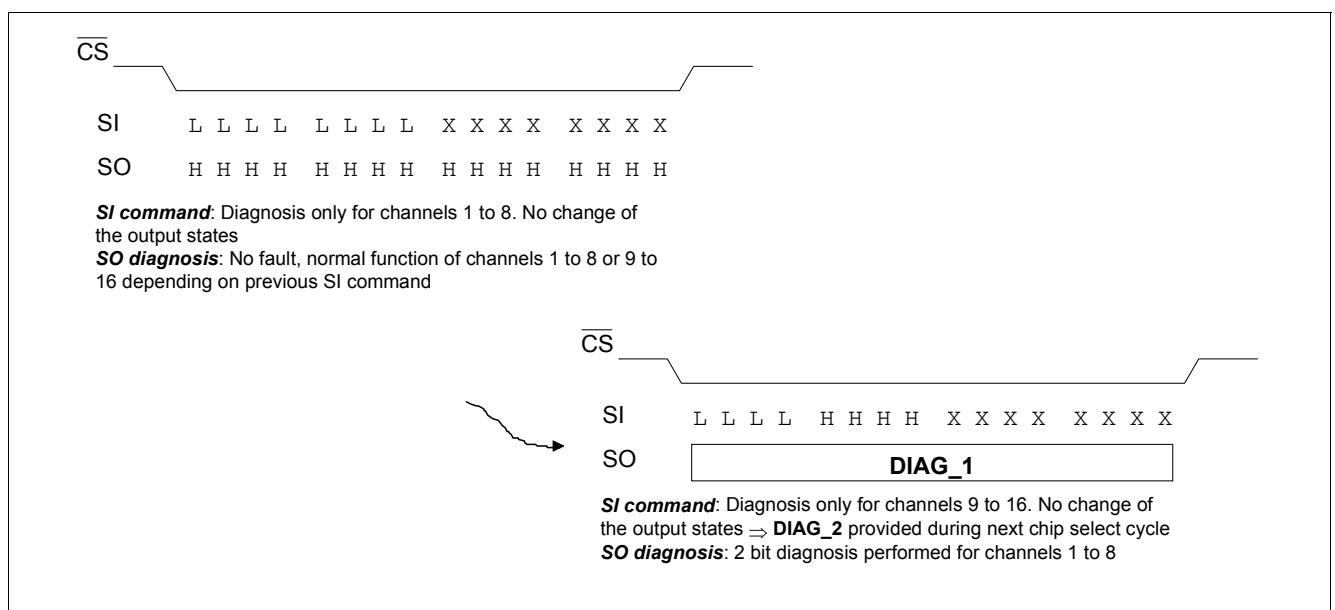 CS
SI L L L L L L L L X X X X X X X X
SO H H H H H H H H H H H H H H H H
SI command: Diagnosis only for channels 1 to 8. No change of
the output states
SO diagnosis: No fault, normal function of channels 1 to 8 or 9 to
16 depending on previous SI command
CS
SI L L L L H H H H X X X X X X X X
SO DIAG_1
SI command: Diagnosis only for channels 9 to 16. No change of
the output states ⇒ DIAG_2 provided during next chip select cycle
SO diagnosis: 2 bit diagnosis performed for channels 1 to 8